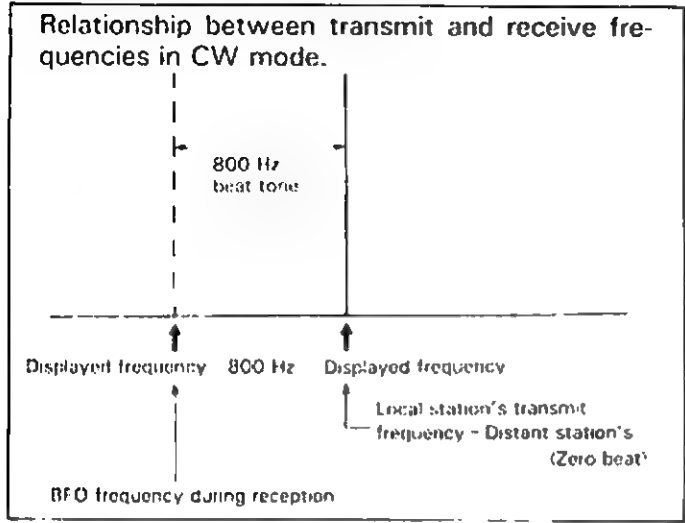 Relationship between transmit and receive fre-
quencies in CW mode.
800 Hz
beat tone
Displayed frequency 800 Hz Displayed frequency
Local station's transmit
frequency - Distant station's
(Zero beat)
BFO frequency during reception